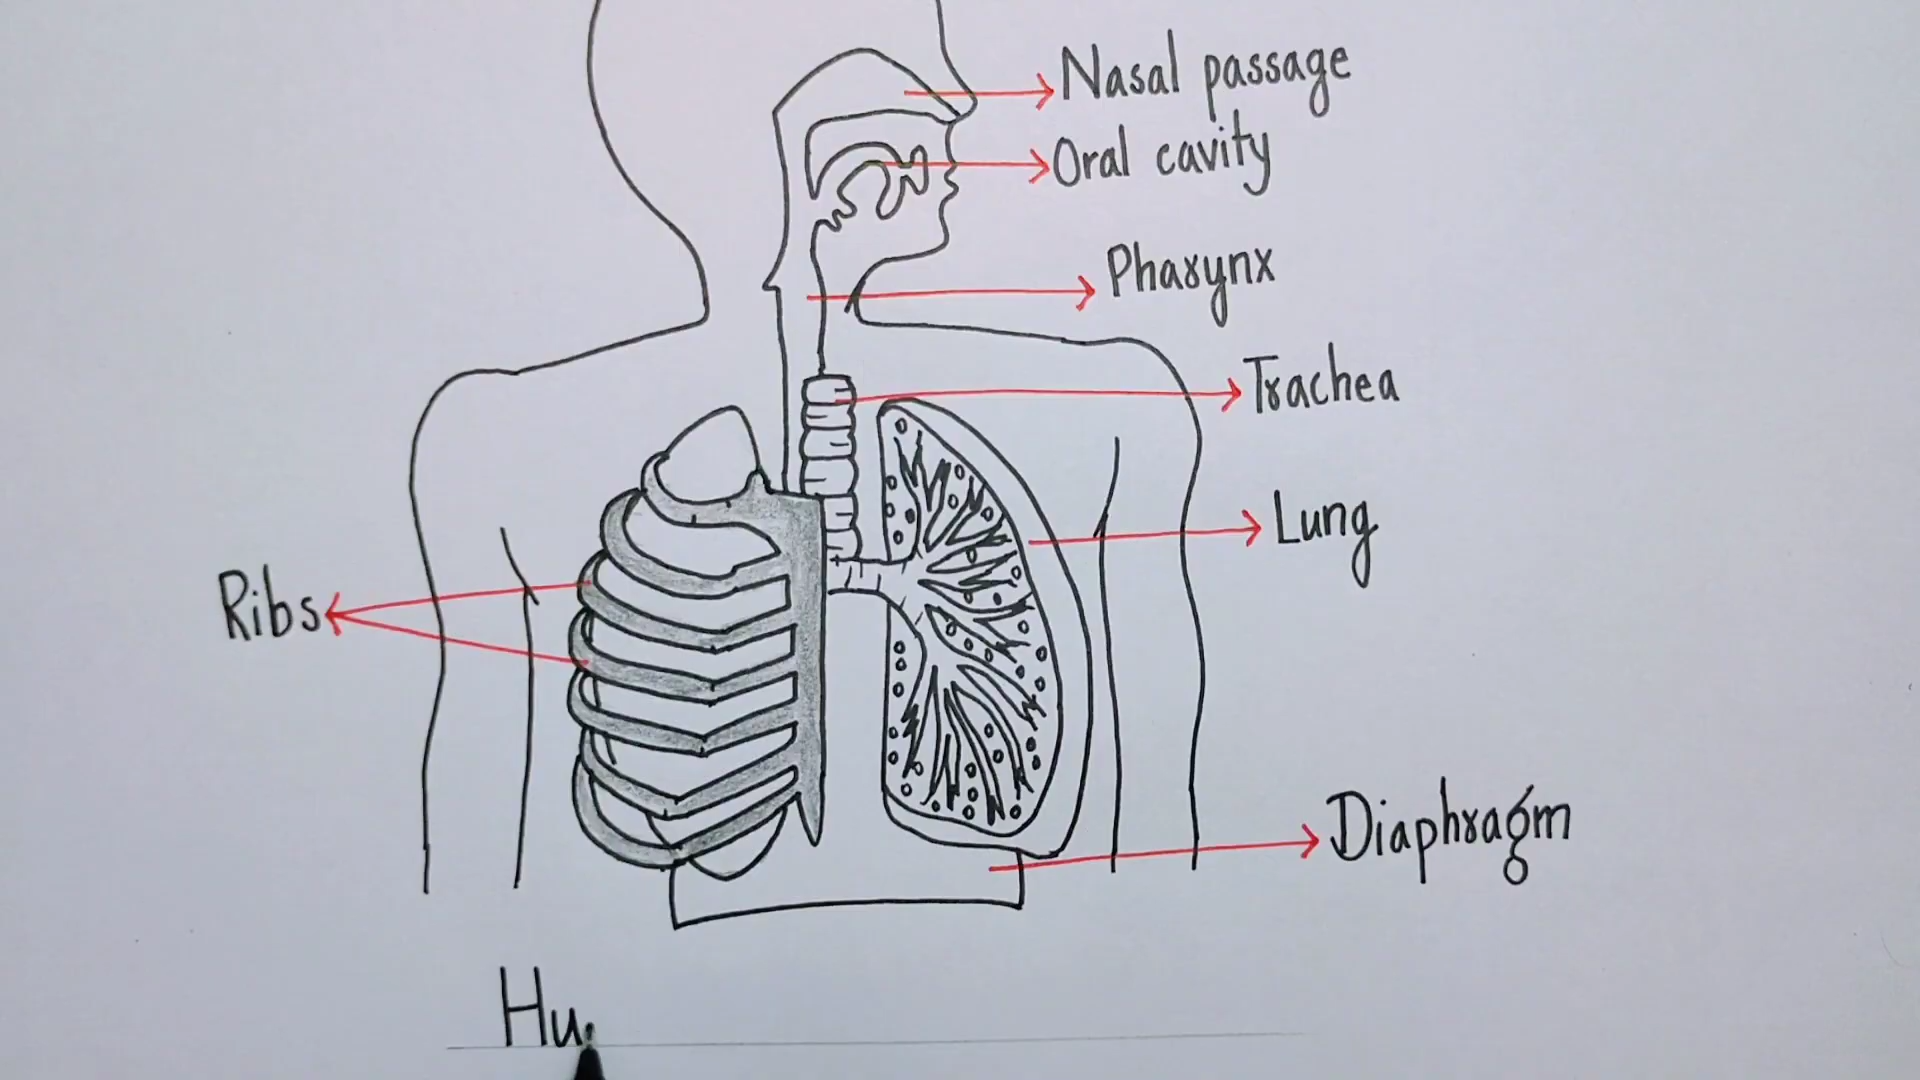 Nasal passage
Oral cavity
Pharynx
Trachea
Lung
Ribs
Diaphragm
Hu